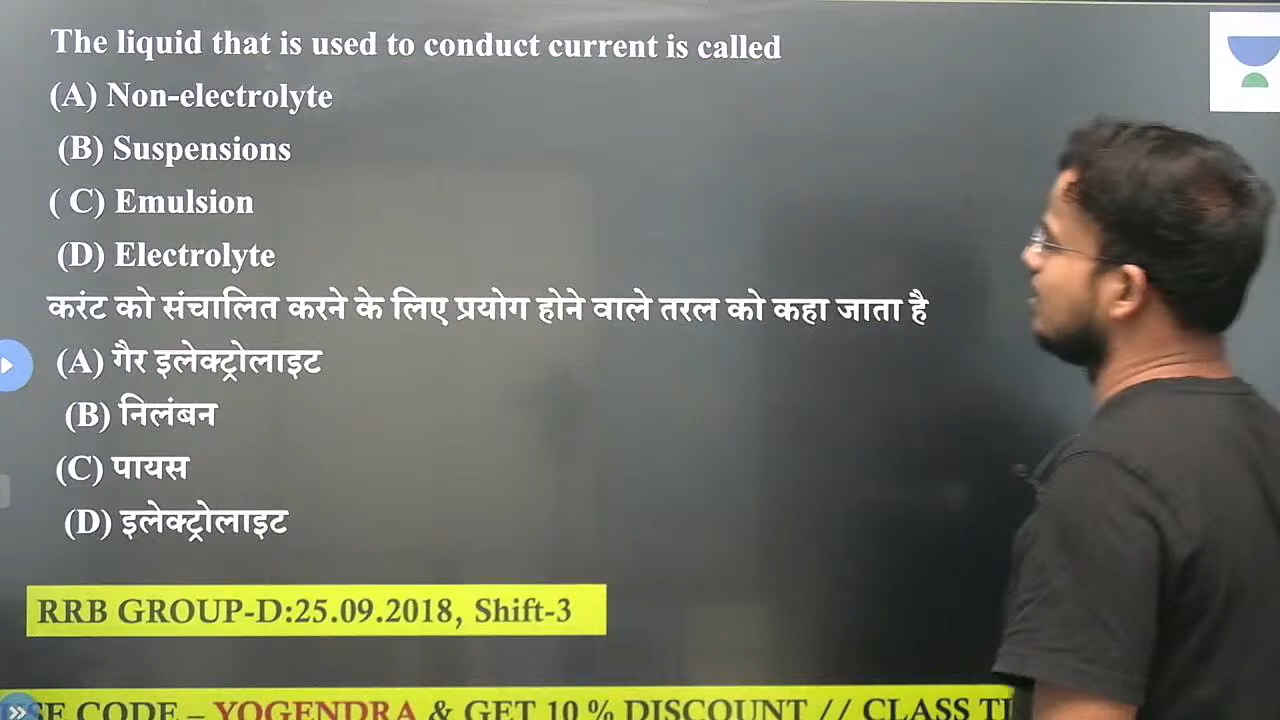 The liquid that is used to conduct current is called
(A) Non-electrolyte
(B) Suspensions
( C) Emulsion
(D) Electrolyte
करंट को संचालित करने के लिए प्रयोग होने वाले तरल को कहा जाता है
(A) गैर इलेक्ट्रोलाइट
(B) निलंबन
(C) पायस
(D) इलेक्ट्रोलाइट
RRB GROUP-D:25.09.2018, Shift-3
CODE – YOGENDRA & GET 10 % DISCOUNT // CLASS